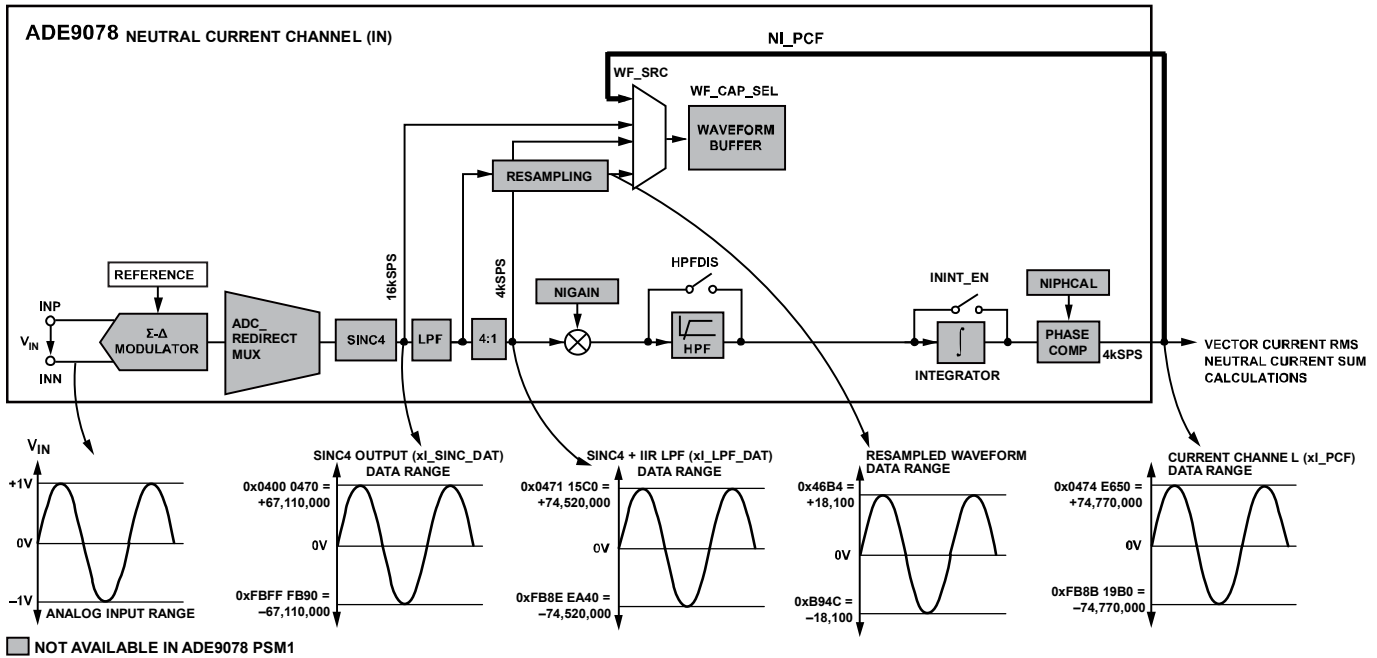 ADE9078 NEUTRAL CURRENT CHANNEL (IN)
NI_PCF
WF_SRC
WF_CAP_SEL
WAVEFORM
BUFFER
RESAMPLING
16kSPS
4kSPS
REFERENCE
INP
VIN
INN
Σ-Δ
MODULATOR
ADC_
REDIRECT
MUX
SINC4
LPF
4:1
NIGAIN
HPFDIS
HPF
ININT_EN
∫
INTEGRATOR
NIPHCAL
PHASE
COMP
4kSPS
VECTOR CURRENT RMS
NEUTRAL CURRENT SUM
CALCULATIONS
VIN
+1V
0V
–1V
ANALOG INPUT RANGE
SINC4 OUTPUT (xI_SINC_DAT)
DATA RANGE
0x0400 0470 =
+67,110,000
0V
0xFBFF FB90 =
–67,110,000
SINC4 + IIR LPF (xI_LPF_DAT)
DATA RANGE
0x0471 15C0 =
+74,520,000
0V
0xFB8E EA40 =
–74,520,000
RESAMPLED WAVEFORM
DATA RANGE
0x46B4 =
+18,100
0V
0xB94C =
–18,100
CURRENT CHANNEL (xI_PCF)
DATA RANGE
0x0474 E650 =
+74,770,000
0V
0xFB8B 19B0 =
–74,770,000
NOT AVAILABLE IN ADE9078 PSM1